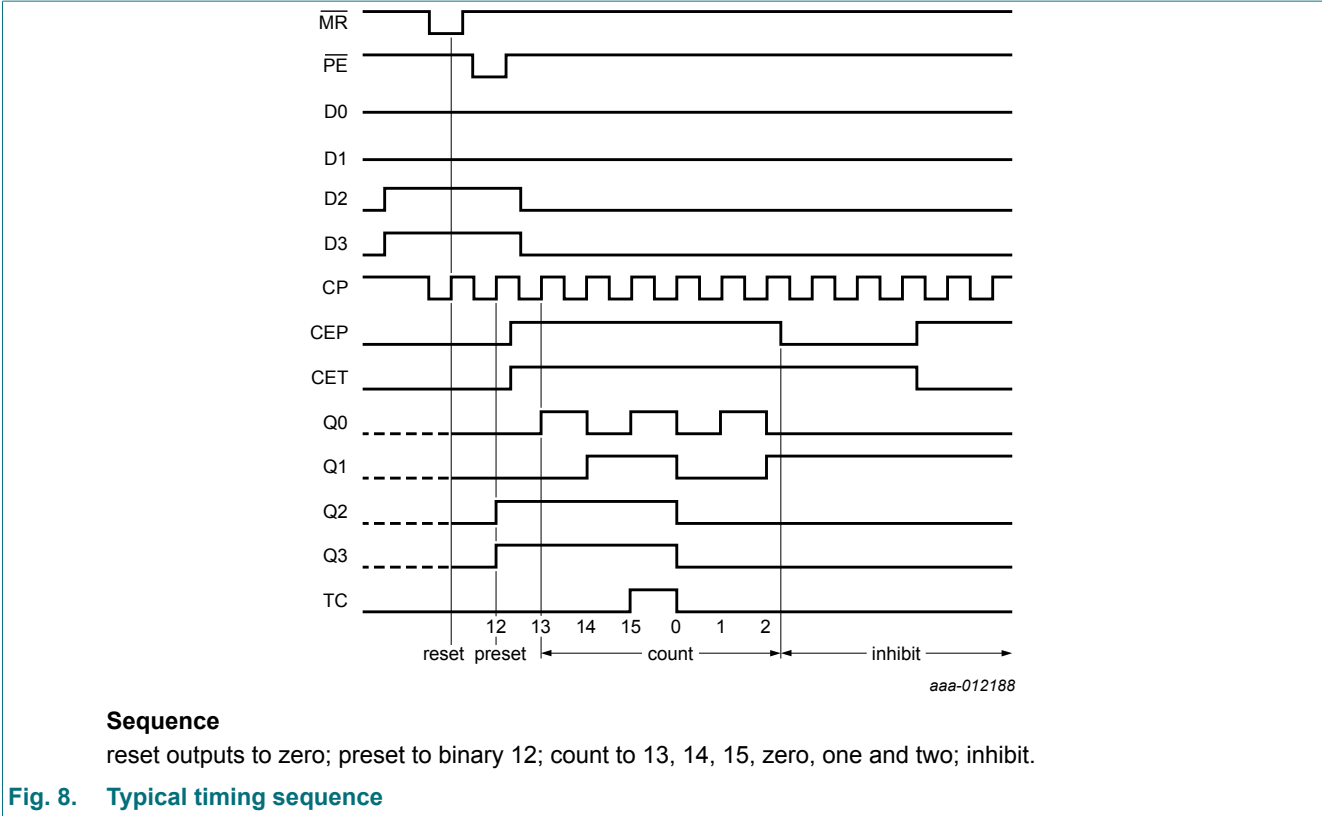 MR
PE
D0
D1
D2
D3
CP
CEP
CET
Q0
Q1
Q2
Q3
TC
12 13 14 15 0 1 2
reset preset count inhibit
aaa-012188
Sequence
reset outputs to zero; preset to binary 12; count to 13, 14, 15, zero, one and two; inhibit.
Fig. 8. Typical timing sequence